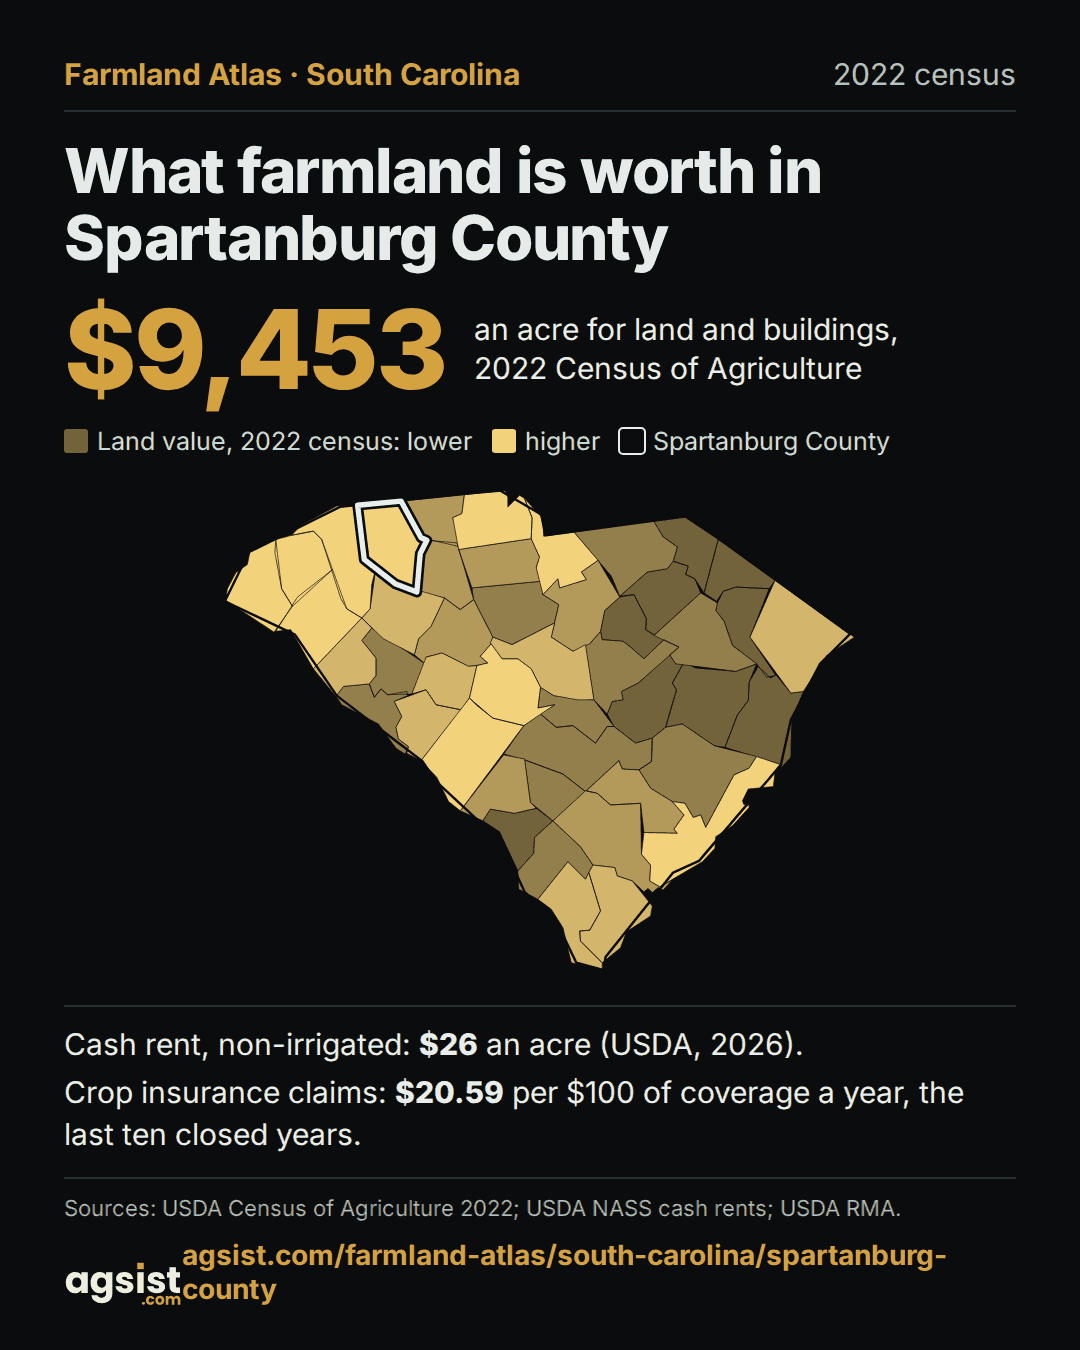 Farmland Atlas · South Carolina
2022 census
What farmland is worth in
Spartanburg County
$9,453
an acre for land and buildings,
2022 Census of Agriculture
Land value, 2022 census: lower
higher
Spartanburg County
Cash rent, non-irrigated: $26 an acre (USDA, 2026).
Crop insurance claims: $20.59 per $100 of coverage a year, the
last ten closed years.
Sources: USDA Census of Agriculture 2022; USDA NASS cash rents; USDA RMA.
agsist
.com
agsist.com/farmland-atlas/south-carolina/spartanburg-
county